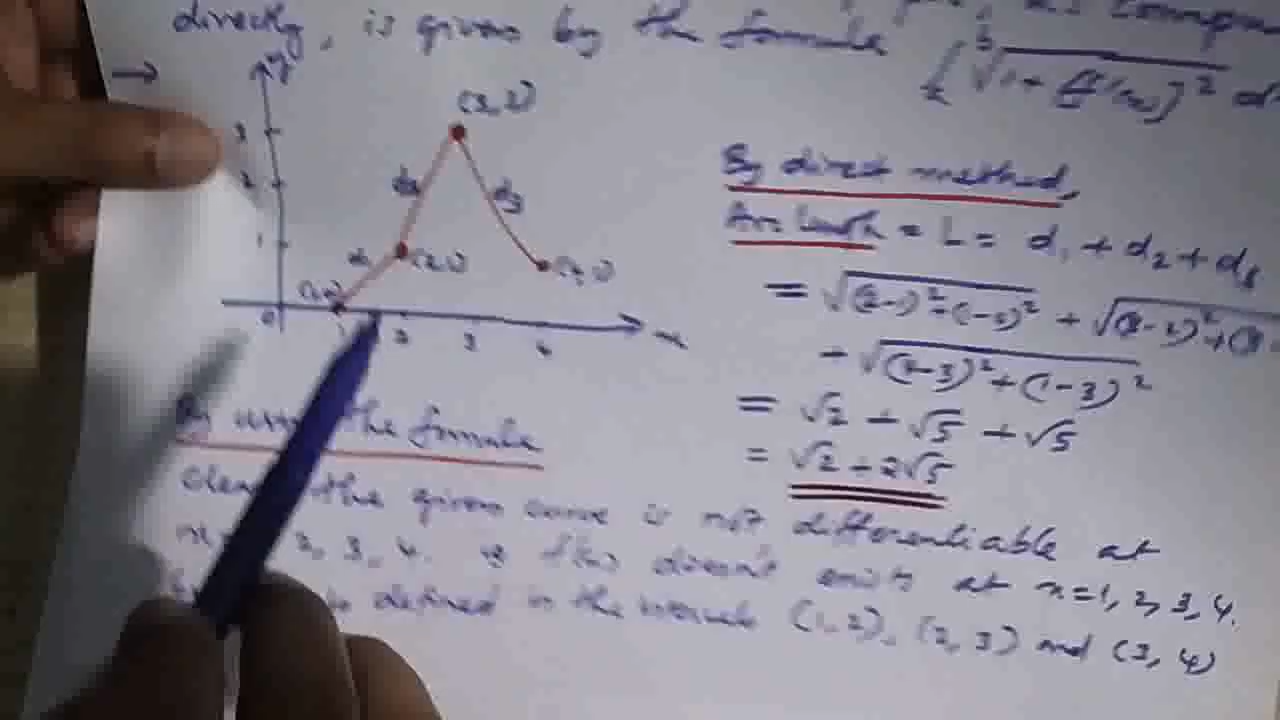 directly, is given by the formula
→ y
(3, 3)
3
2
1
d2
d3
d1
(2,1)
(4,1)
0
1 2 3 4 x
By direct method,
Arc length = L = d1 + d2 + d3
= √(2-1)²+(1-0)² + √(3-2)²+(3-
+ √(4-3)²+(1-3)²
= √2 + √5 + √5
= √2 + 2√5
the formula
the given curve is not differentiable at
2, 3, 4. doesn't exists at x=1, 2, 3, 4.
is defined in the intervals (1, 2), (2, 3) and (3, 4)